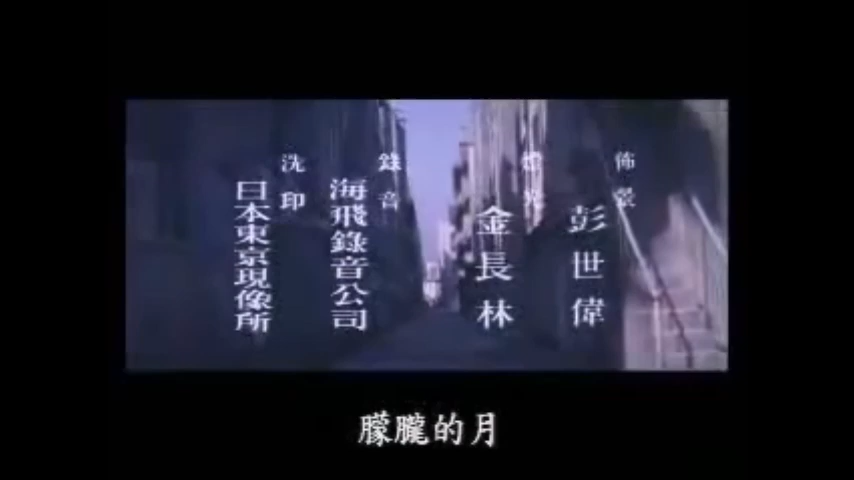 佈景
彭世偉
燈光
金長林
錄音
海飛錄音公司
洗印
日本東京現像所
朦朧的月